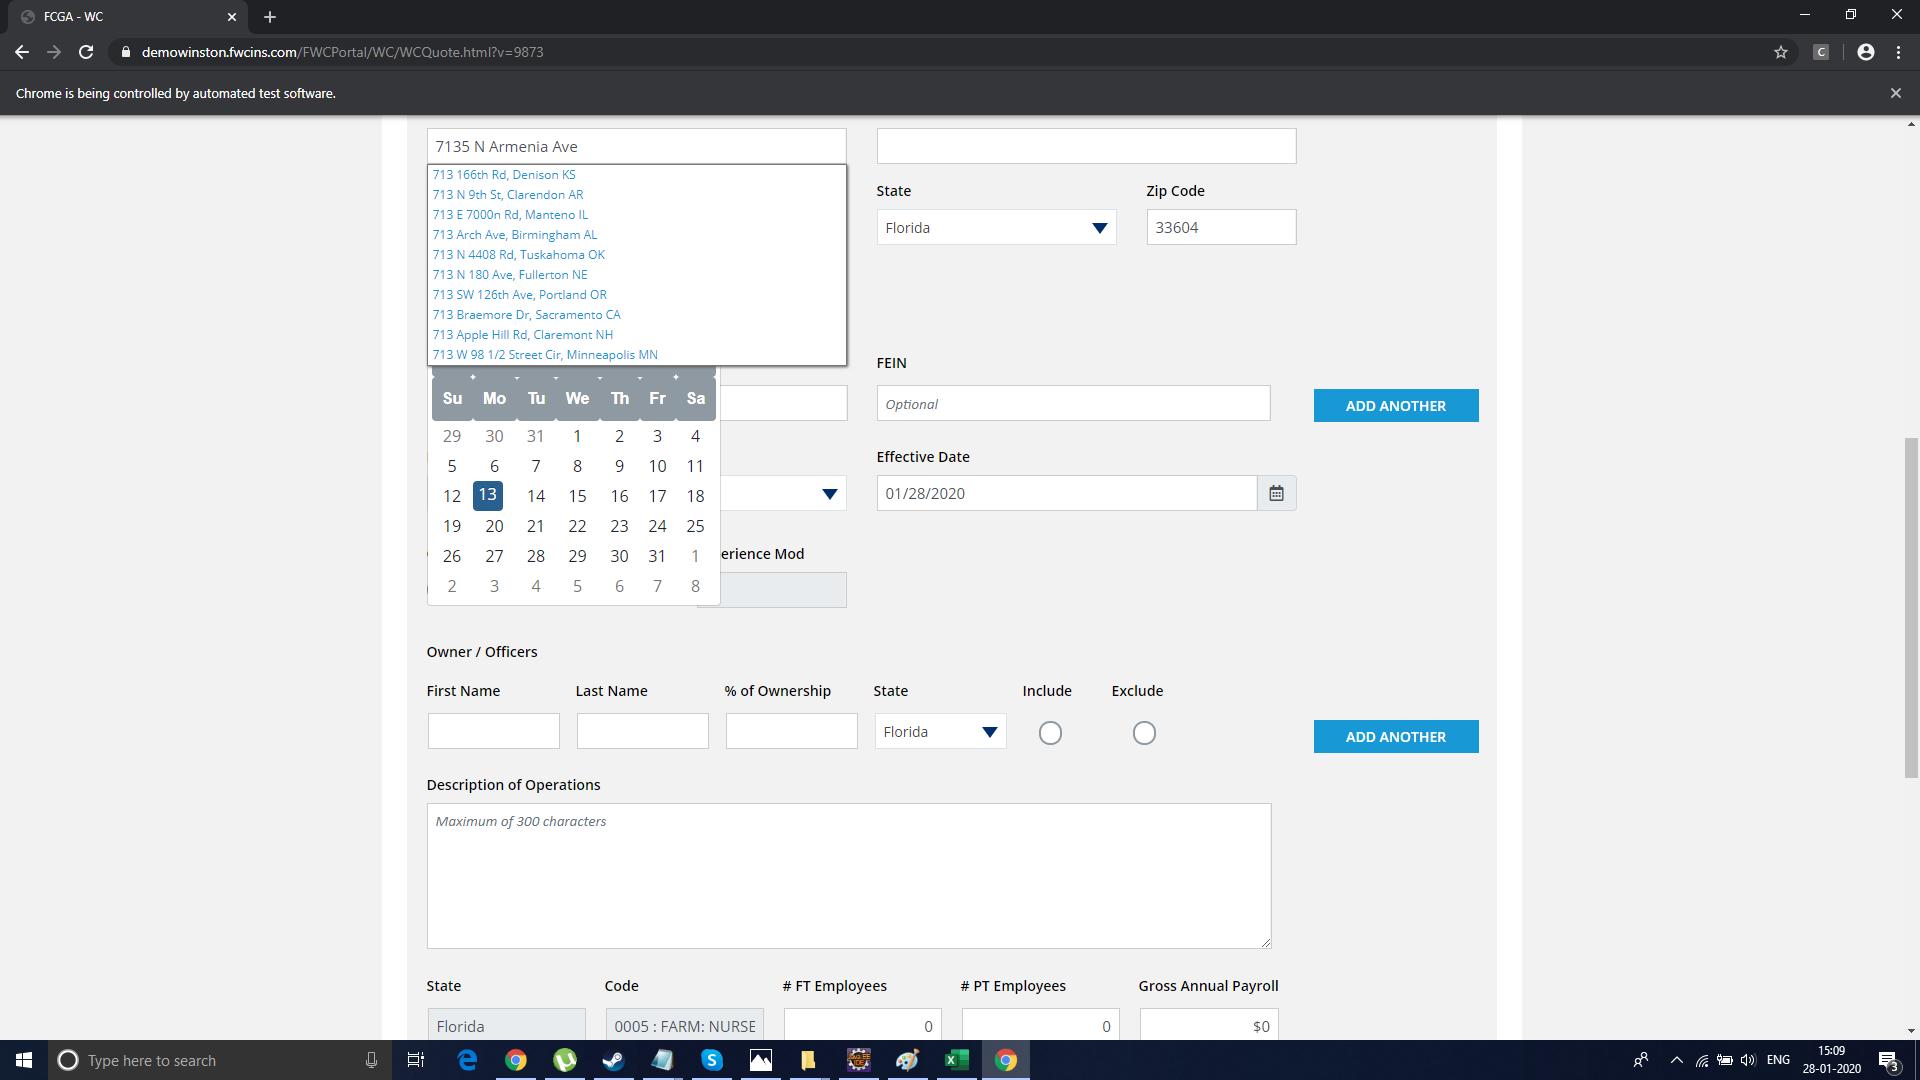 FCGA - WC
demowinston.fwcins.com/FWCPortal/WC/WCQuote.html?v=9873
C
Chrome is being controlled by automated test software.
7135 N Armenia Ave
713 166th Rd, Denison KS
713 N 9th St, Clarendon AR
713 E 7000n Rd, Manteno IL
713 Arch Ave, Birmingham AL
713 N 4408 Rd, Tuskahoma OK
713 N 180 Ave, Fullerton NE
713 SW 126th Ave, Portland OR
713 Braemore Dr, Sacramento CA
713 Apple Hill Rd, Claremont NH
713 W 98 1/2 Street Cir, Minneapolis MN
State Zip Code
Florida 33604
FEIN
Optional ADD ANOTHER
Su Mo Tu We Th Fr Sa
29 30 31 1 2 3 4
5 6 7 8 9 10 11
12 13 14 15 16 17 18
19 20 21 22 23 24 25
26 27 28 29 30 31 1
2 3 4 5 6 7 8
Effective Date
01/28/2020
erience Mod
Owner / Officers
First Name Last Name % of Ownership State Include Exclude
Florida ADD ANOTHER
Description of Operations
Maximum of 300 characters
State Code # FT Employees # PT Employees Gross Annual Payroll
Florida 0005 : FARM: NURSE 0 0 $0
Type here to search ENG 15:09
28-01-2020 3